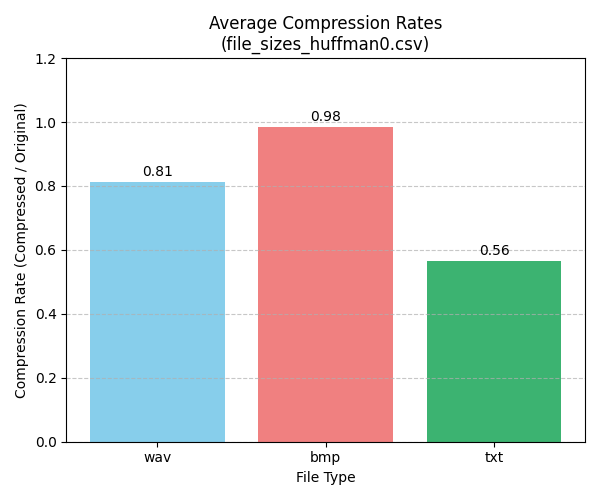 Average Compression Rates
(file_sizes_huffman0.csv)
Compression Rate (Compressed / Original)
1.2
1.0
0.8
0.6
0.4
0.2
0.0
0.81
0.98
0.56
wav
bmp
txt
File Type